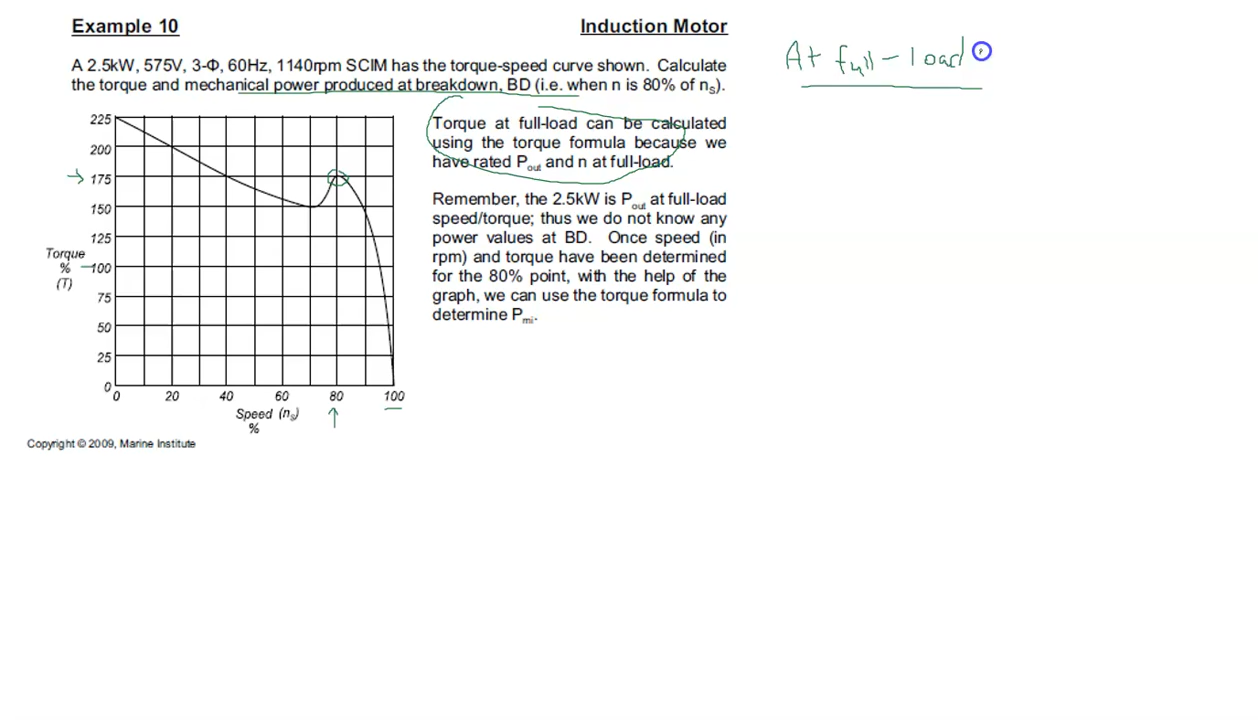 Example 10
Induction Motor
At full-load
A 2.5kW, 575V, 3-Φ, 60Hz, 1140rpm SCIM has the torque-speed curve shown. Calculate
the torque and mechanical power produced at breakdown, BD (i.e. when n is 80% of ns).
Torque at full-load can be calculated
using the torque formula because we
have rated Pout and n at full-load.
Remember, the 2.5kW is Pout at full-load
speed/torque; thus we do not know any
power values at BD. Once speed (in
rpm) and torque have been determined
for the 80% point, with the help of the
graph, we can use the torque formula to
determine Pmi.
225
200
175
150
125
100
75
50
25
0
Torque
%
(T)
0 20 40 60 80 100
Speed (ns)
%
Copyright © 2009, Marine Institute